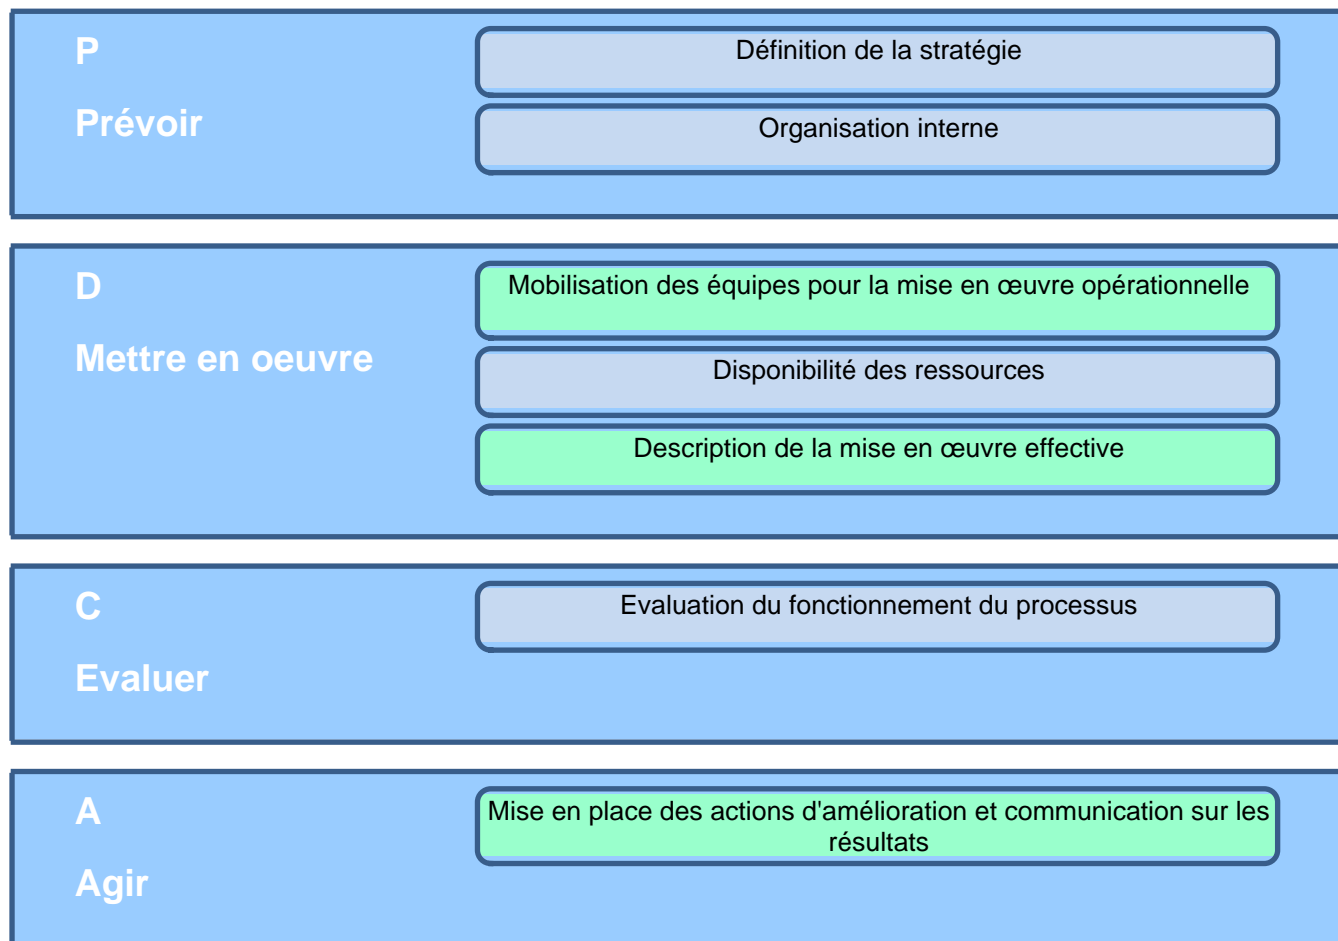 P
Prévoir
Définition de la stratégie
Organisation interne
D
Mettre en oeuvre
Mobilisation des équipes pour la mise en œuvre opérationnelle
Disponibilité des ressources
Description de la mise en œuvre effective
C
Evaluer
Evaluation du fonctionnement du processus
A
Agir
Mise en place des actions d'amélioration et communication sur les
résultats